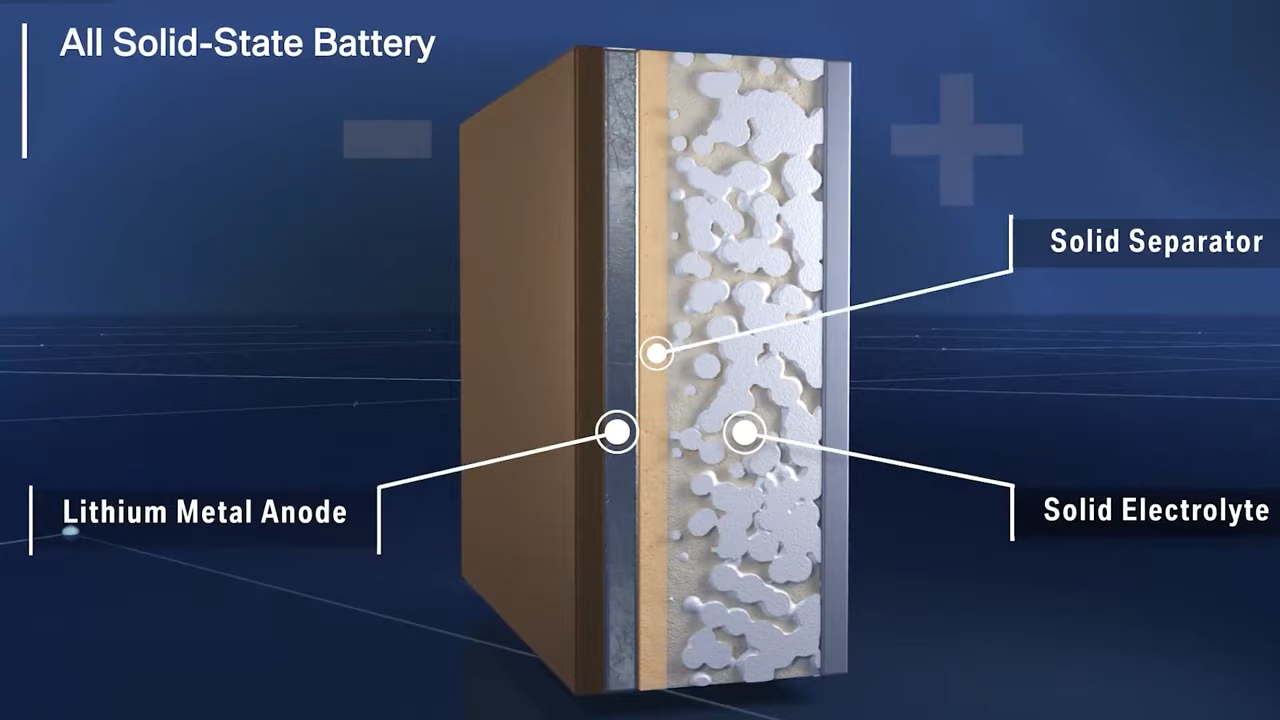 All Solid-State Battery
Solid Separator
Lithium Metal Anode
Solid Electrolyte